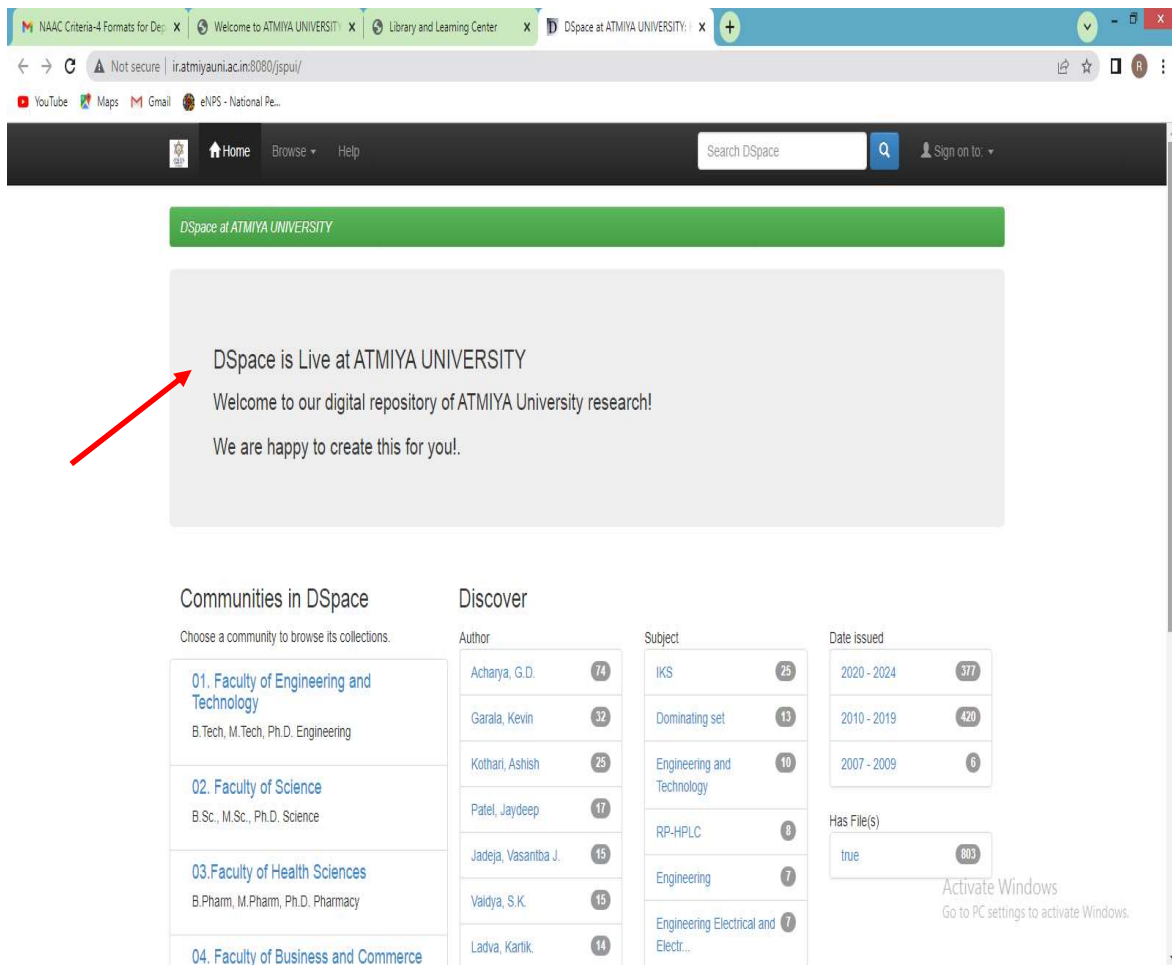 NAAC Criteria-4 Formats for Dep
Welcome to ATMIYA UNIVERSITY
Library and Learning Center
DSpace at ATMIYA UNIVERSITY: H
Not secure | ir.atmiyauni.ac.in:8080/jspui/
R
YouTube Maps Gmail eNPS - National Pe...
Home Browse Help
Search DSpace
Sign on to:
DSpace at ATMIYA UNIVERSITY
DSpace is Live at ATMIYA UNIVERSITY
Welcome to our digital repository of ATMIYA University research!
We are happy to create this for you!.
Communities in DSpace
Choose a community to browse its collections.
01. Faculty of Engineering and
Technology
B.Tech, M.Tech, Ph.D. Engineering
02. Faculty of Science
B.Sc., M.Sc., Ph.D. Science
03.Faculty of Health Sciences
B.Pharm, M.Pharm, Ph.D. Pharmacy
04. Faculty of Business and Commerce
Discover
Author
Acharya, G.D. 74
Garala, Kevin 32
Kothari, Ashish 25
Patel, Jaydeep 17
Jadeja, Vasantba J. 15
Vaidya, S.K. 15
Ladva, Kartik. 14
Subject
IKS 25
Dominating set 13
Engineering and 10
Technology
RP-HPLC 8
Engineering 7
Engineering Electrical and 7
Electr...
Date issued
2020 - 2024 377
2010 - 2019 420
2007 - 2009 6
Has File(s)
true 803
Activate Windows
Go to PC settings to activate Windows.